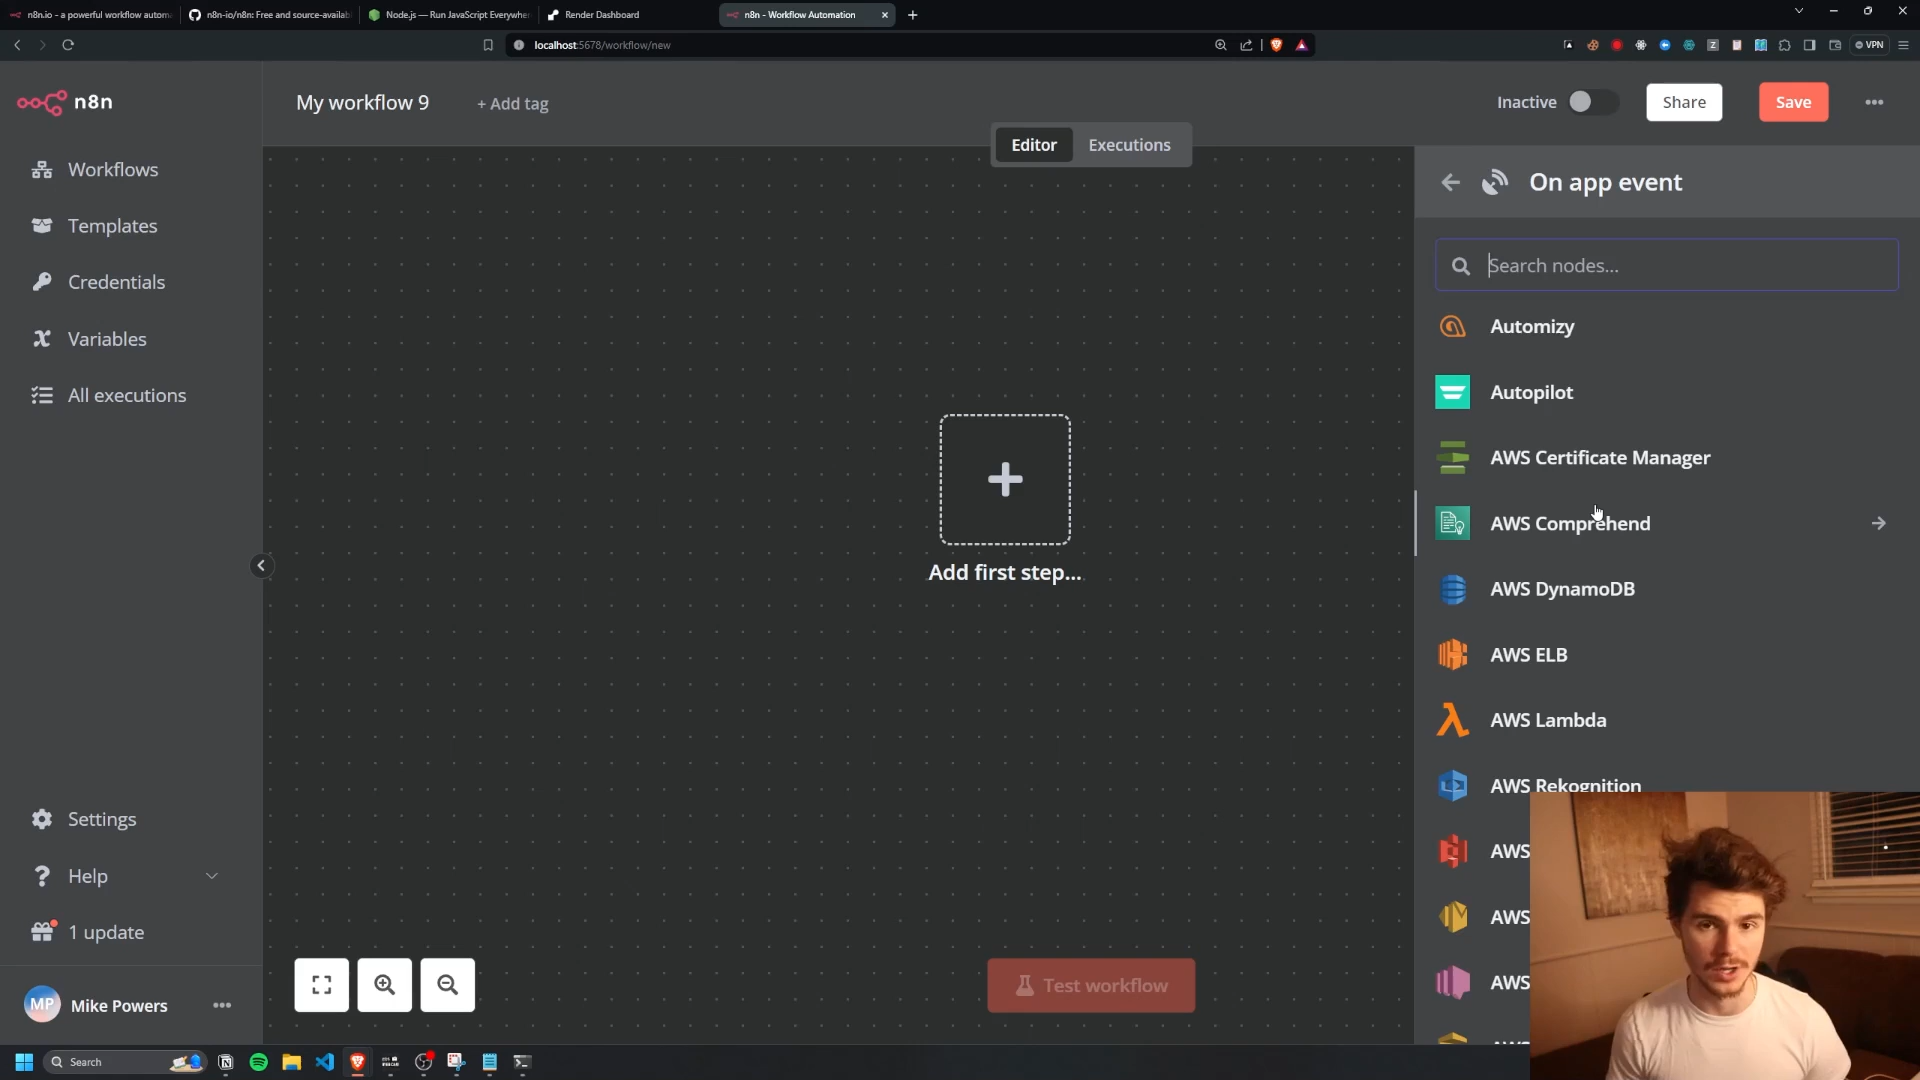 n8n.io - a powerful workflow autom
n8n-io/n8n: Free and source-availab
Node.js — Run JavaScript Everywher
Render Dashboard
n8n - Workflow Automation
localhost:5678/workflow/new
VPN
n8n
My workflow 9
+ Add tag
Inactive
Share
Save
Editor
Executions
Workflows
Templates
Credentials
Variables
All executions
On app event
Search nodes...
Automizy
Autopilot
AWS Certificate Manager
AWS Comprehend
AWS DynamoDB
AWS ELB
AWS Lambda
AWS Rekognition
AWS
AWS
AWS
Add first step...
Settings
Help
1 update
MP
Mike Powers
Test workflow
Search